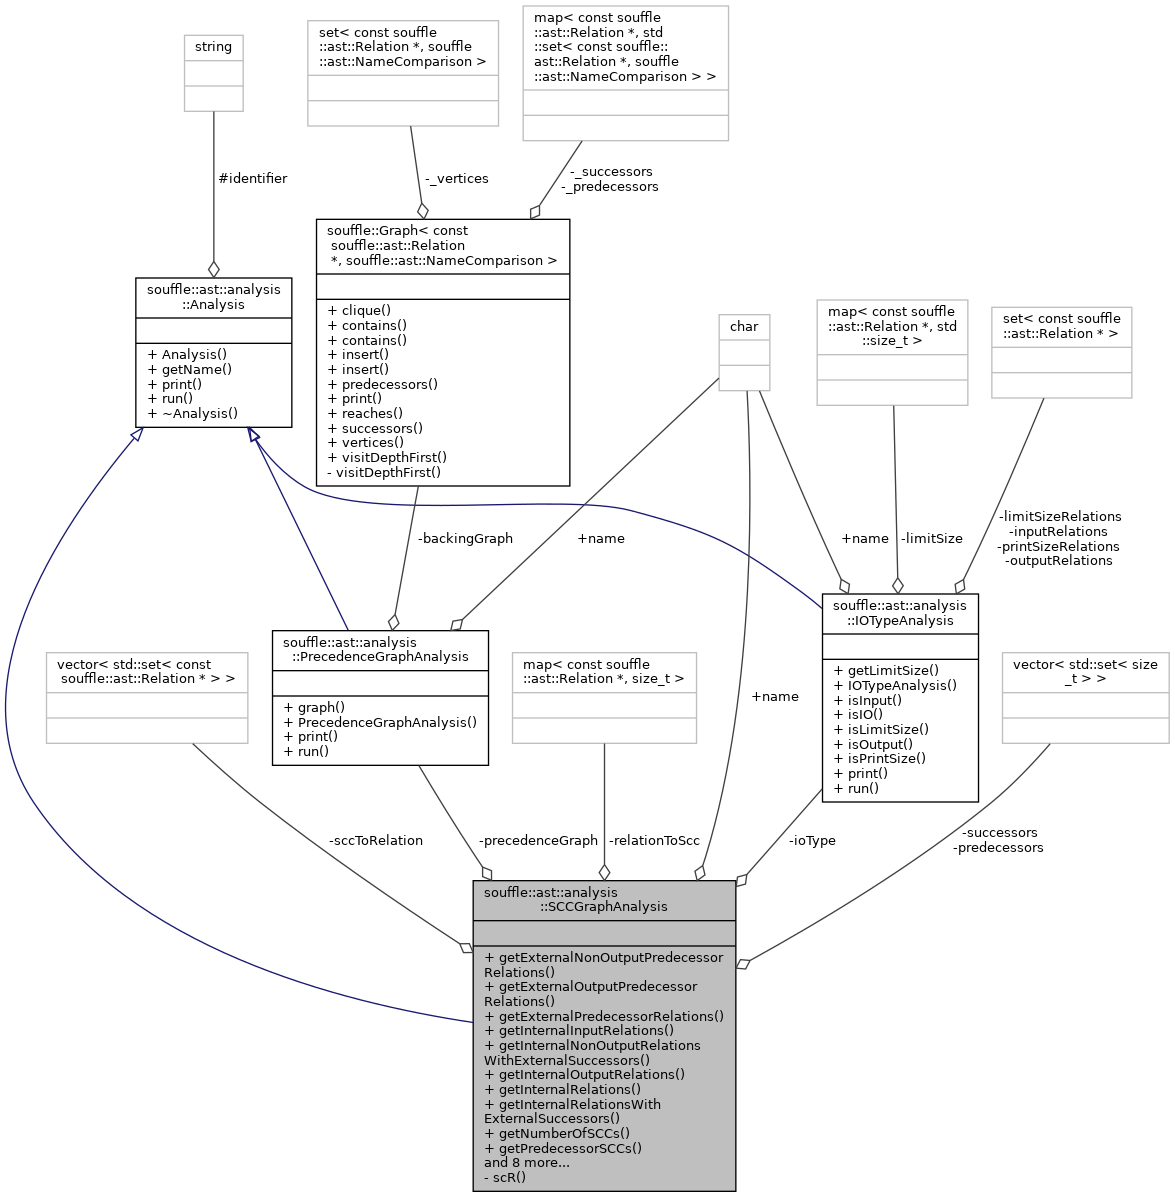 string
set< const souffle
::ast::Relation *, souffle
::ast::NameComparison >
map< const souffle
::ast::Relation *, std
::set< const souffle::
ast::Relation *, souffle
::ast::NameComparison > >
#identifier
-_vertices
-_successors
-_predecessors
souffle::ast::analysis
::Analysis
+ Analysis()
+ getName()
+ print()
+ run()
+ ~Analysis()
souffle::Graph< const
souffle::ast::Relation
*, souffle::ast::NameComparison >
+ clique()
+ contains()
+ contains()
+ insert()
+ insert()
+ predecessors()
+ print()
+ reaches()
+ successors()
+ vertices()
+ visitDepthFirst()
- visitDepthFirst()
char
map< const souffle
::ast::Relation *, std
::size_t >
set< const souffle
::ast::Relation * >
-backingGraph
+name
+name
-limitSize
-limitSizeRelations
-inputRelations
-printSizeRelations
-outputRelations
vector< std::set< const
souffle::ast::Relation * > >
souffle::ast::analysis
::PrecedenceGraphAnalysis
+ graph()
+ PrecedenceGraphAnalysis()
+ print()
+ run()
map< const souffle
::ast::Relation *, size_t >
+name
souffle::ast::analysis
::IOTypeAnalysis
+ getLimitSize()
+ IOTypeAnalysis()
+ isInput()
+ isIO()
+ isLimitSize()
+ isOutput()
+ isPrintSize()
+ print()
+ run()
vector< std::set< size
_t > >
-sccToRelation
-precedenceGraph
-relationToScc
-ioType
-successors
-predecessors
souffle::ast::analysis
::SCCGraphAnalysis
+ getExternalNonOutputPredecessor
Relations()
+ getExternalOutputPredecessor
Relations()
+ getExternalPredecessorRelations()
+ getInternalInputRelations()
+ getInternalNonOutputRelations
WithExternalSuccessors()
+ getInternalOutputRelations()
+ getInternalRelations()
+ getInternalRelationsWith
ExternalSuccessors()
+ getNumberOfSCCs()
+ getPredecessorSCCs()
and 8 more...
- scR()